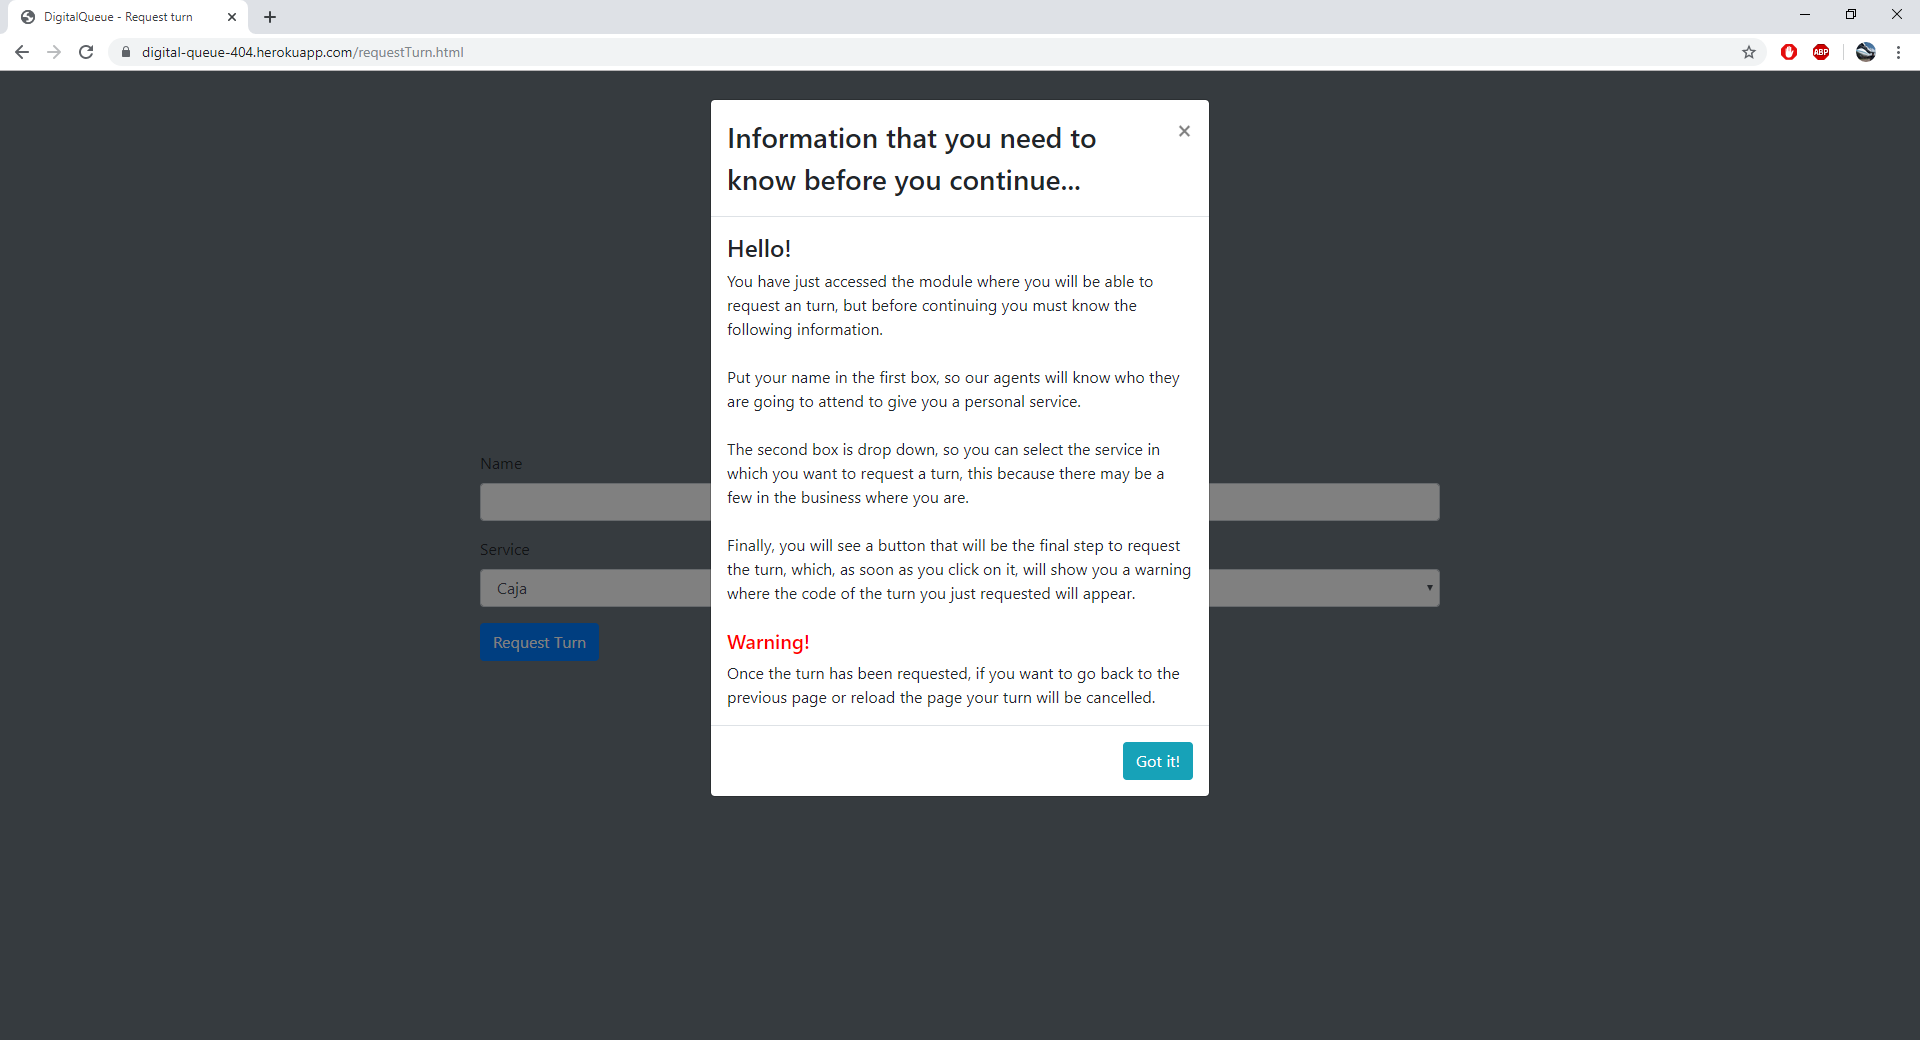 DigitalQueue - Request turn
digital-queue-404.herokuapp.com/requestTurn.html
ABP
Information that you need to
know before you continue...
×
Hello!
You have just accessed the module where you will be able to
request an turn, but before continuing you must know the
following information.
Put your name in the first box, so our agents will know who they
are going to attend to give you a personal service.
The second box is drop down, so you can select the service in
which you want to request a turn, this because there may be a
few in the business where you are.
Finally, you will see a button that will be the final step to request
the turn, which, as soon as you click on it, will show you a warning
where the code of the turn you just requested will appear.
Warning!
Once the turn has been requested, if you want to go back to the
previous page or reload the page your turn will be cancelled.
Got it!
Name
Service
Caja
Request Turn